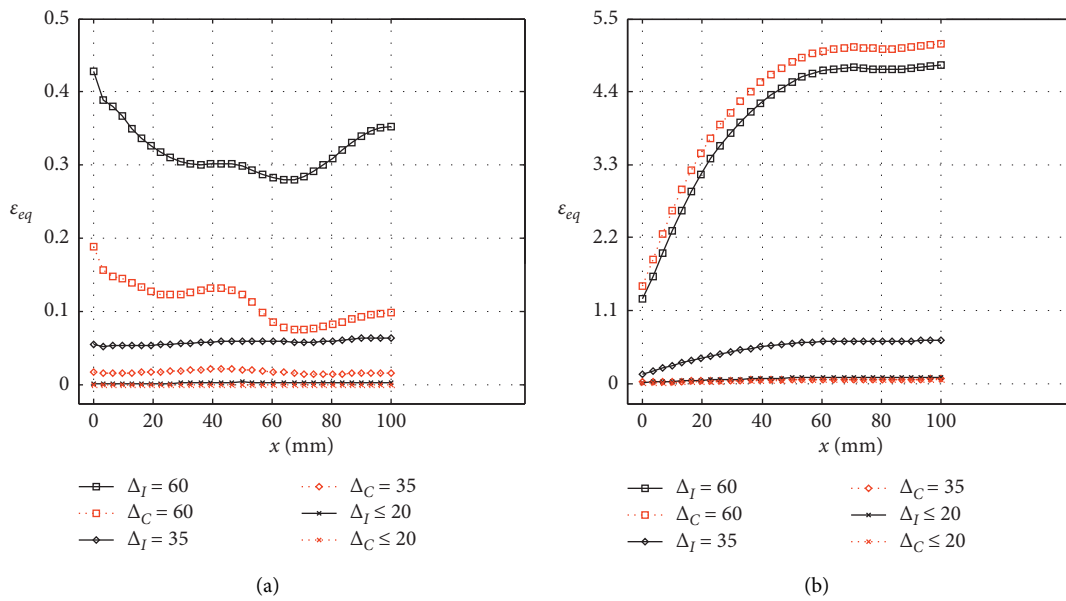 0.5
0.4
0.3
0.2
0.1
0
ε_eq
0 20 40 60 80 100
x (mm)
Δ_I = 60
Δ_C = 60
Δ_I = 35
Δ_C = 35
Δ_I ≤ 20
Δ_C ≤ 20
(a)
5.5
4.4
3.3
2.2
1.1
0
ε_eq
0 20 40 60 80 100
x (mm)
Δ_I = 60
Δ_C = 60
Δ_I = 35
Δ_C = 35
Δ_I ≤ 20
Δ_C ≤ 20
(b)